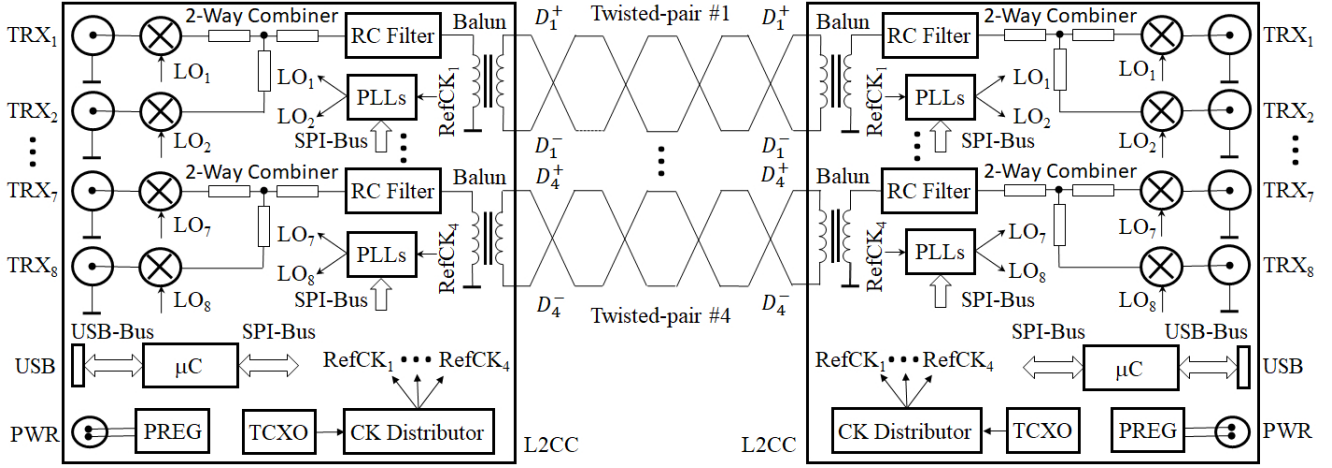 2-Way Combiner Balun D₁⁺ Twisted-pair #1 D₁⁺ Balun 2-Way Combiner
TRX₁ RC Filter RC Filter TRX₁
LO₁ LO₁ PLLs RefCK₁ RefCK₁ PLLs LO₁ LO₁
TRX₂ LO₂ LO₂ TRX₂
LO₂ SPI-Bus D₁⁻ D₁⁻ SPI-Bus LO₂
2-Way Combiner Balun D₄⁺ D₄⁺ Balun 2-Way Combiner
TRX₇ RC Filter RC Filter TRX₇
LO₇ LO₇ PLLs RefCK₄ RefCK₄ PLLs LO₇ LO₇
TRX₈ LO₈ LO₈ TRX₈
LO₈ SPI-Bus D₄⁻ Twisted-pair #4 D₄⁻ SPI-Bus LO₈
USB-Bus SPI-Bus SPI-Bus USB-Bus
USB μC RefCK₁ RefCK₄ RefCK₁ RefCK₄ μC USB
PWR PREG TCXO CK Distributor L2CC L2CC CK Distributor TCXO PREG PWR